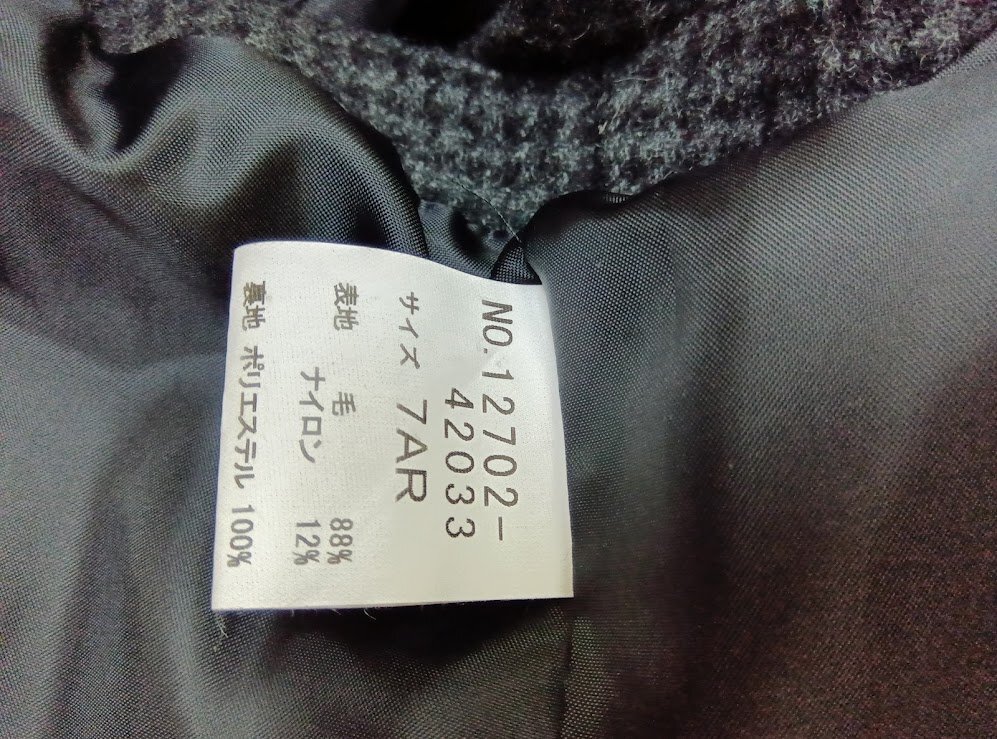 NO.12702-
42033
サイズ 7AR
表地 毛 88%
ナイロン 12%
裏地 ポリエステル 100%